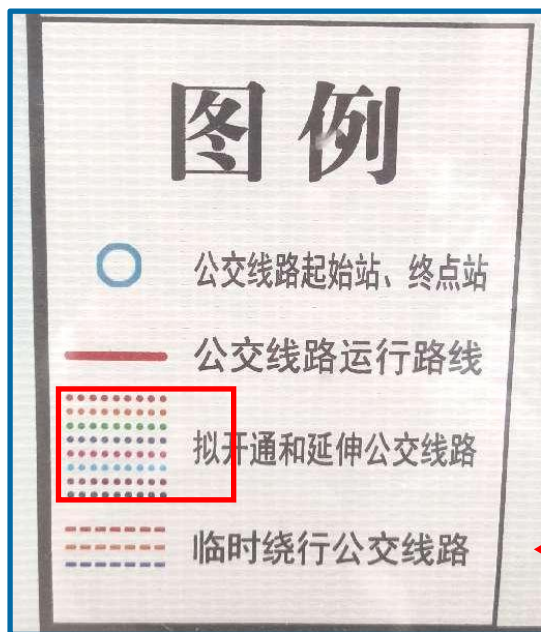 图例
公交线路起始站、终点站
公交线路运行路线
拟开通和延伸公交线路
临时绕行公交线路